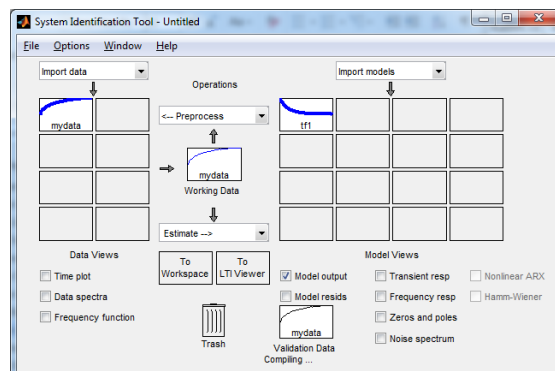 System Identification Tool - Untitled
File Options Window Help
Import data
Operations
Import models
mydata
<-- Preprocess
tf1
mydata
Working Data
Estimate -->
Data Views
To Workspace
To LTI Viewer
Model Views
Time plot
Data spectra
Frequency function
Trash
Model output
Model resids
mydata
Validation Data
Compiling ...
Transient resp
Frequency resp
Zeros and poles
Noise spectrum
Nonlinear ARX
Hamm-Wiener